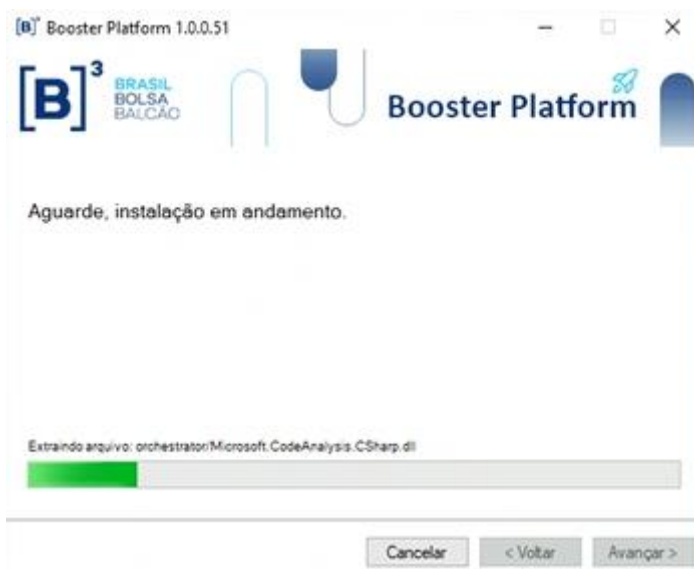 [B]³ Booster Platform 1.0.0.51
[B]³ BRASIL
BOLSA
BALCÃO
Booster Platform
Aguarde, instalação em andamento.
Extraindo arquivo: orchestrator/Microsoft.CodeAnalysis.CSharp.dll
Cancelar < Voltar Avançar >